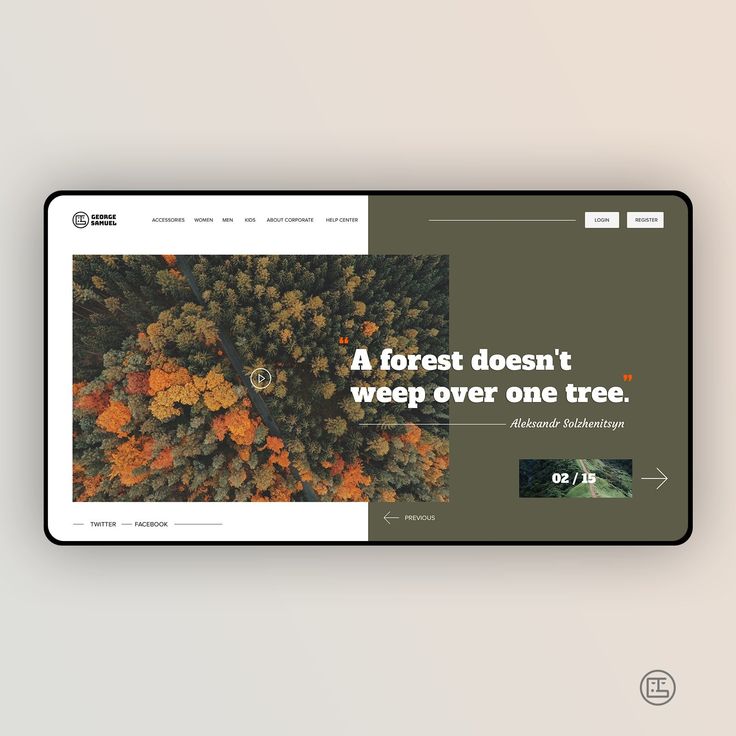 GEORGE
SAMUEL
ACCESSORIES WOMEN MEN KIDS ABOUT CORPORATE HELP CENTER
LOGIN REGISTER
“A forest doesn't
weep over one tree.”
Aleksandr Solzhenitsyn
02 / 15
PREVIOUS
TWITTER FACEBOOK